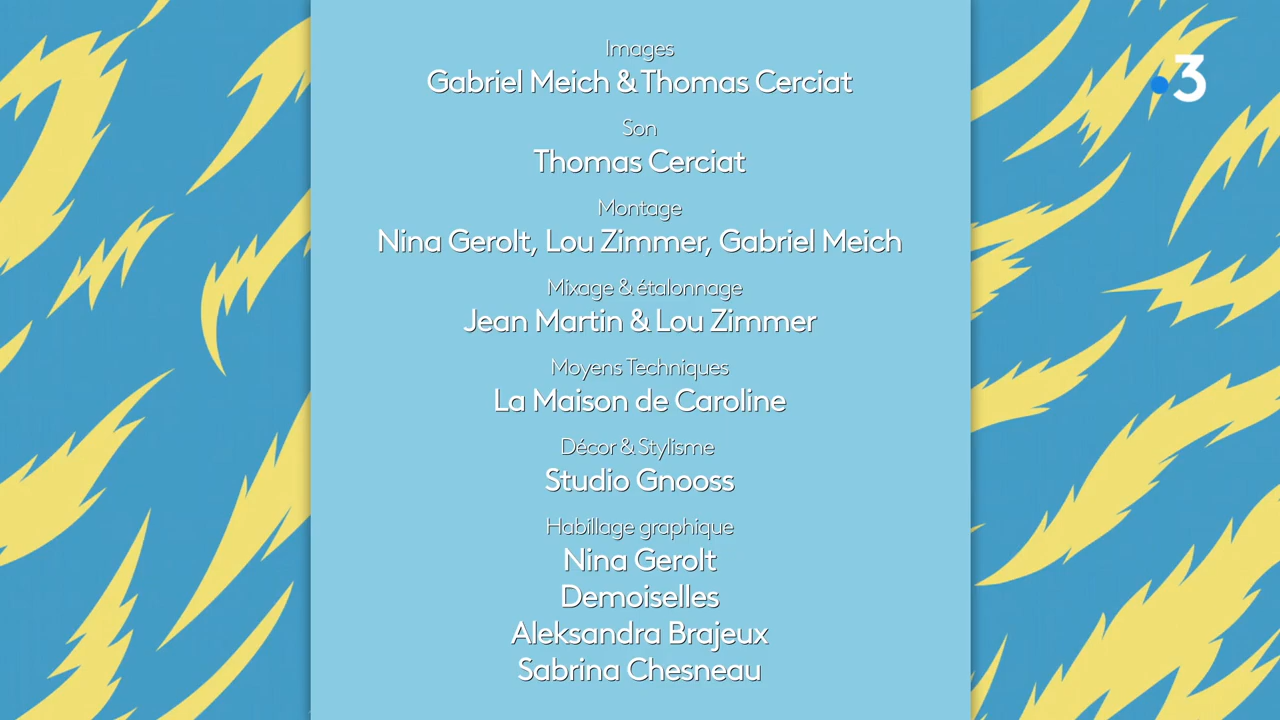 Images
Gabriel Meich & Thomas Cerciat
3
Son
Thomas Cerciat
Montage
Nina Gerolt, Lou Zimmer, Gabriel Meich
Mixage & étalonnage
Jean Martin & Lou Zimmer
Moyens Techniques
La Maison de Caroline
Décor & Stylisme
Studio Gnooss
Habillage graphique
Nina Gerolt
Demoiselles
Aleksandra Brajeux
Sabrina Chesneau